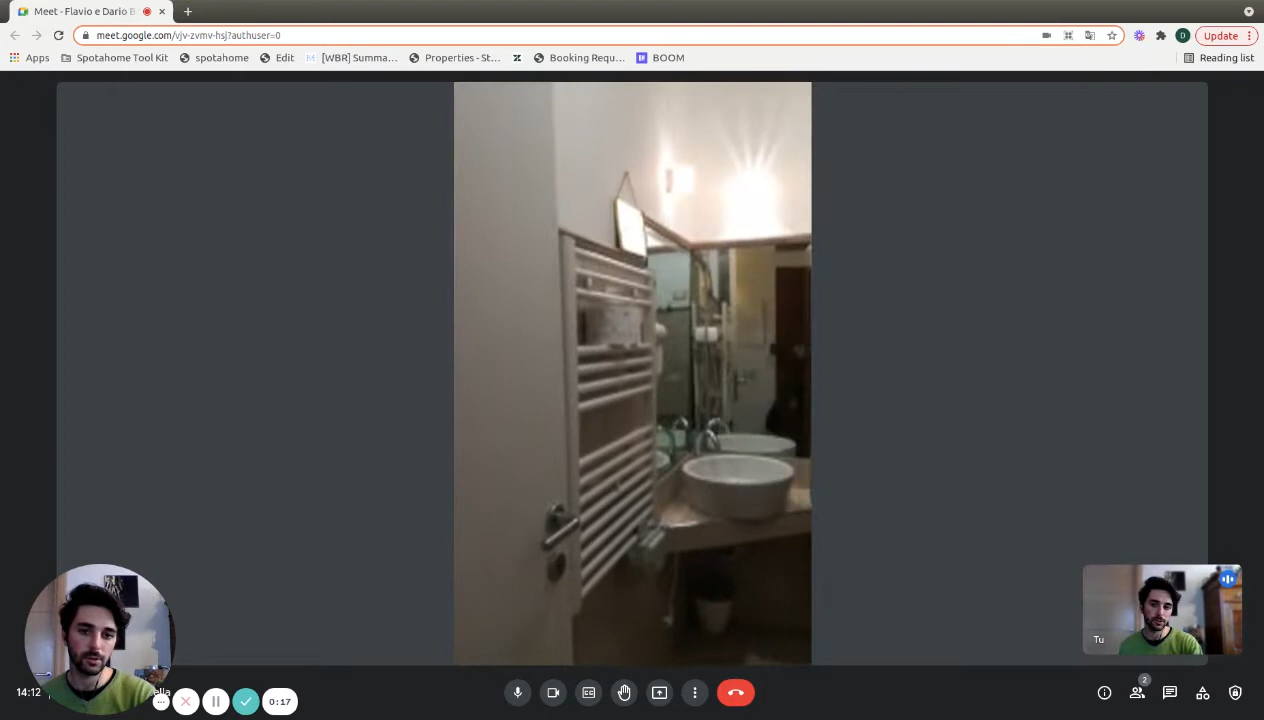 Meet - Flavio e Dario B
meet.google.com/vjv-zvmv-hsj?authuser=0
D
Update
Apps
Spotahome Tool Kit
spotahome
Edit
[WBR] Summa...
Properties - St...
Booking Requ...
BOOM
Reading list
Tu
14:12
ella
0:17
2